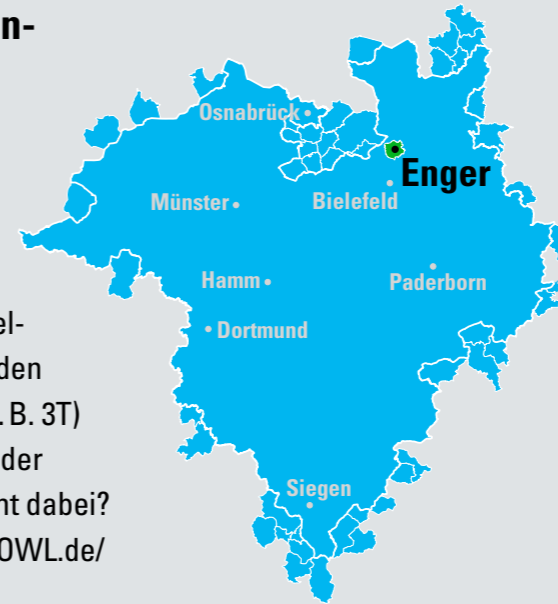 n-
Osnabrück
Enger
Münster
Bielefeld
Hamm
Paderborn
el-
Dortmund
den
. B. 3T)
der
Siegen
nt dabei?
OWL.de/